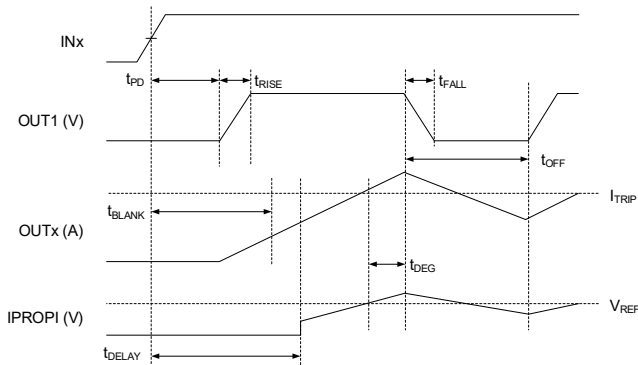 INx
tPD
tRISE
tFALL
OUT1 (V)
tOFF
ITRIP
tBLANK
OUTx (A)
tDEG
IPROPI (V)
VREF
tDELAY